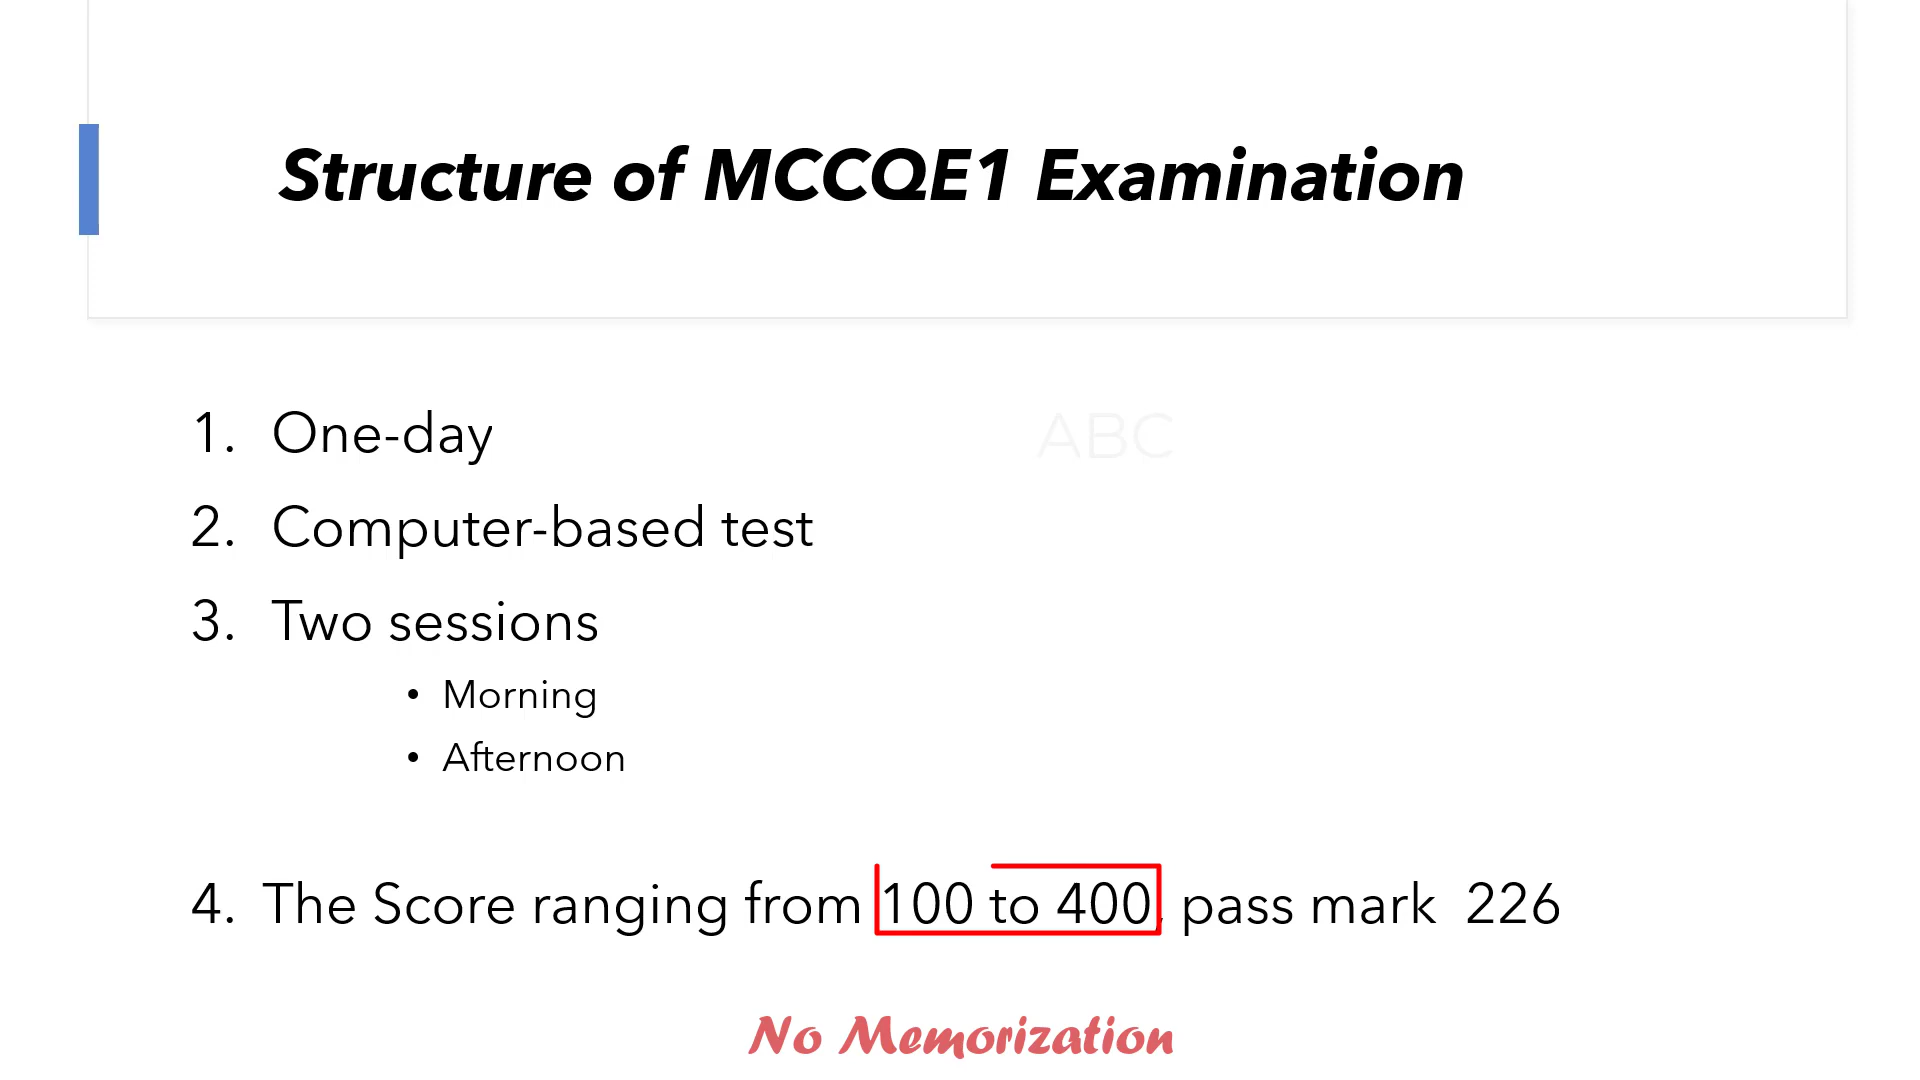 Structure of MCCQE1 Examination
1. One-day
ABC
2. Computer-based test
3. Two sessions
• Morning
• Afternoon
4. The Score ranging from 100 to 400, pass mark 226
No Memorization